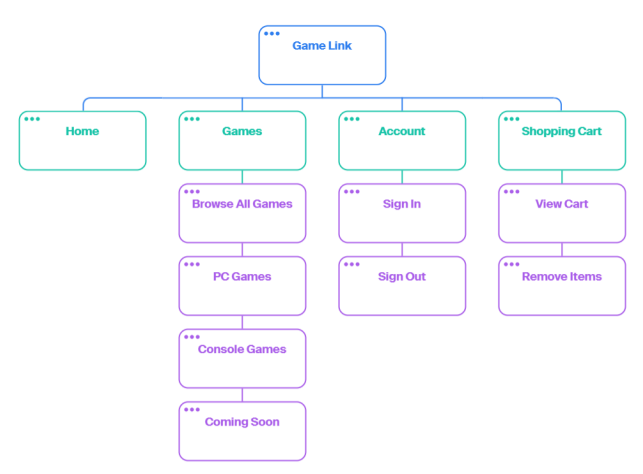 Game Link
Home
Games
Account
Shopping Cart
Browse All Games
Sign In
View Cart
PC Games
Sign Out
Remove Items
Console Games
Coming Soon